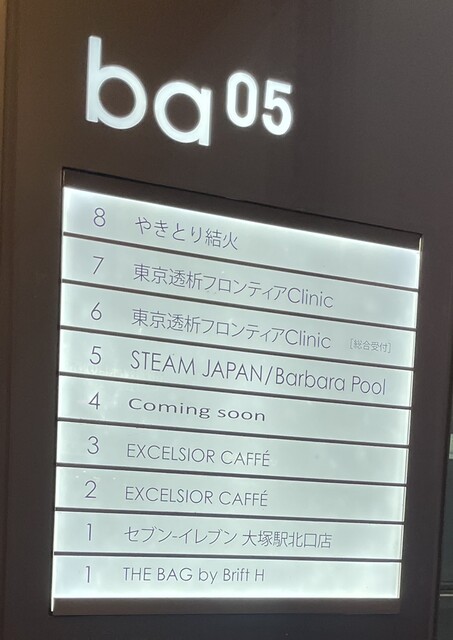 ba05
8 やきとり結火
7 東京透析フロンティアClinic
6 東京透析フロンティアClinic [総合受付]
5 STEAM JAPAN/Barbara Pool
4 Coming soon
3 EXCELSIOR CAFFÉ
2 EXCELSIOR CAFFÉ
1 セブン-イレブン 大塚駅北口店
1 THE BAG by Brift H